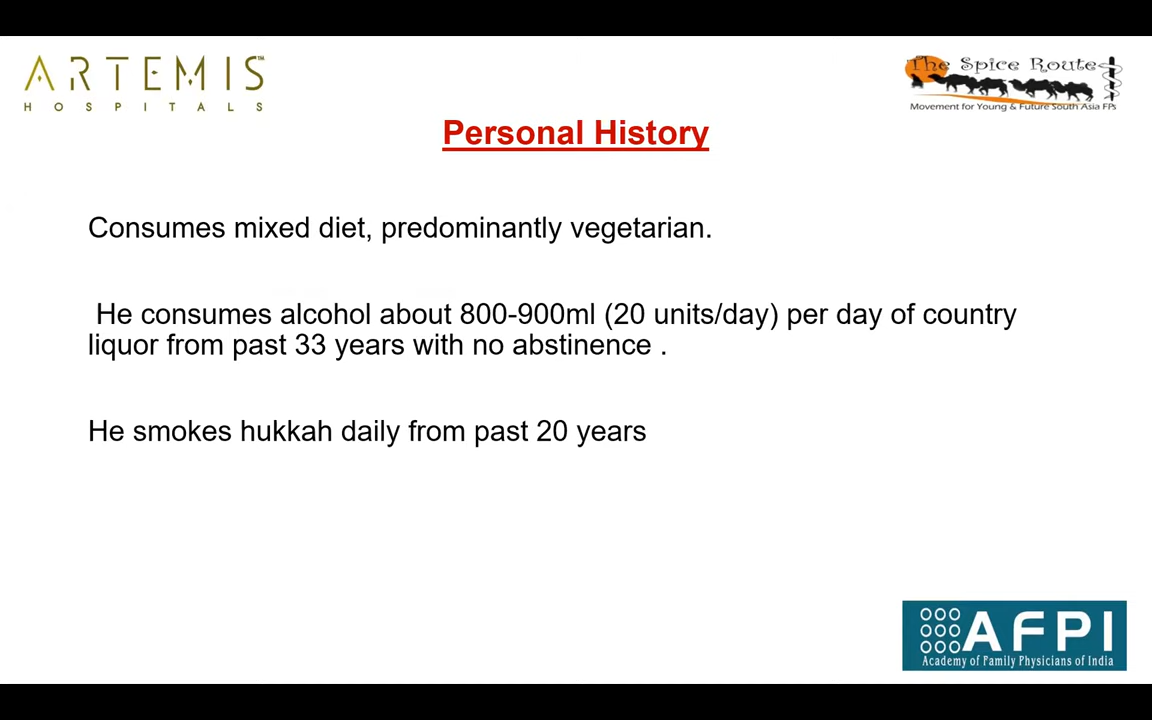 ARTEMIS
HOSPITALS
The Spice Route
Movement for Young & Future South Asia FPs
Personal History
Consumes mixed diet, predominantly vegetarian.
He consumes alcohol about 800-900ml (20 units/day) per day of country
liquor from past 33 years with no abstinence .
He smokes hukkah daily from past 20 years
AFPI
Academy of Family Physicians of India